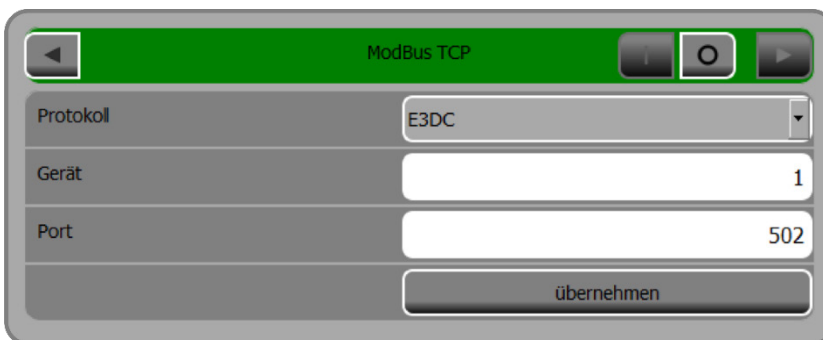 ModBus TCP
Protokoll E3DC
Gerät 1
Port 502
übernehmen